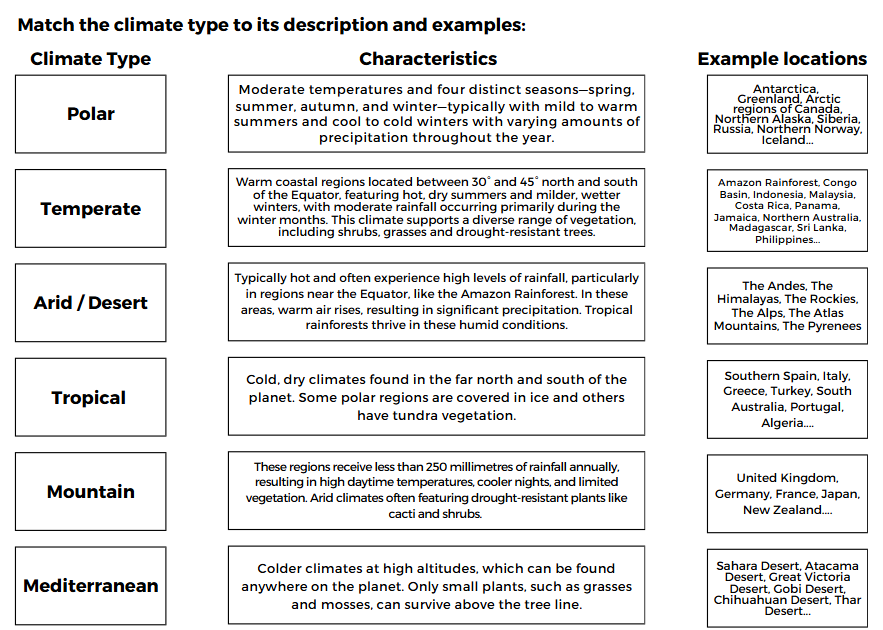 Match the climate type to its description and examples:
Climate Type
Characteristics
Example locations
Polar
Moderate temperatures and four distinct seasons—spring,
summer, autumn, and winter—typically with mild to warm
summers and cool to cold winters with varying amounts of
precipitation throughout the year.
Antarctica,
Greenland, Arctic
regions of Canada,
Northern Alaska, Siberia,
Russia, Northern Norway,
Iceland...
Temperate
Warm coastal regions located between 30° and 45° north and south
of the Equator, featuring hot, dry summers and milder, wetter
winters, with moderate rainfall occurring primarily during the
winter months. This climate supports a diverse range of vegetation,
including shrubs, grasses and drought-resistant trees.
Amazon Rainforest, Congo
Basin, Indonesia, Malaysia,
Costa Rica, Panama,
Jamaica, Northern Australia,
Madagascar, Sri Lanka,
Philippines...
Arid / Desert
Typically hot and often experience high levels of rainfall, particularly
in regions near the Equator, like the Amazon Rainforest. In these
areas, warm air rises, resulting in significant precipitation. Tropical
rainforests thrive in these humid conditions.
The Andes, The
Himalayas, The Rockies,
The Alps, The Atlas
Mountains, The Pyrenees
Tropical
Cold, dry climates found in the far north and south of the
planet. Some polar regions are covered in ice and others
have tundra vegetation.
Southern Spain, Italy,
Greece, Turkey, South
Australia, Portugal,
Algeria....
Mountain
These regions receive less than 250 millimetres of rainfall annually,
resulting in high daytime temperatures, cooler nights, and limited
vegetation. Arid climates often featuring drought-resistant plants like
cacti and shrubs.
United Kingdom,
Germany, France, Japan,
New Zealand....
Mediterranean
Colder climates at high altitudes, which can be found
anywhere on the planet. Only small plants, such as grasses
and mosses, can survive above the tree line.
Sahara Desert, Atacama
Desert, Great Victoria
Desert, Gobi Desert,
Chihuahuan Desert, Thar
Desert...